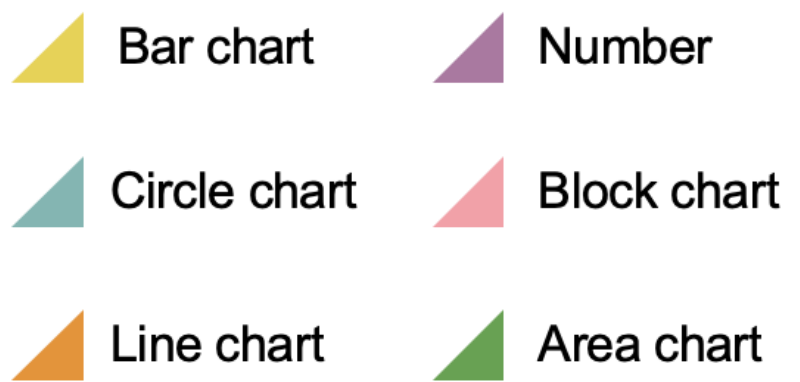 Bar chart
Number
Circle chart
Block chart
Line chart
Area chart